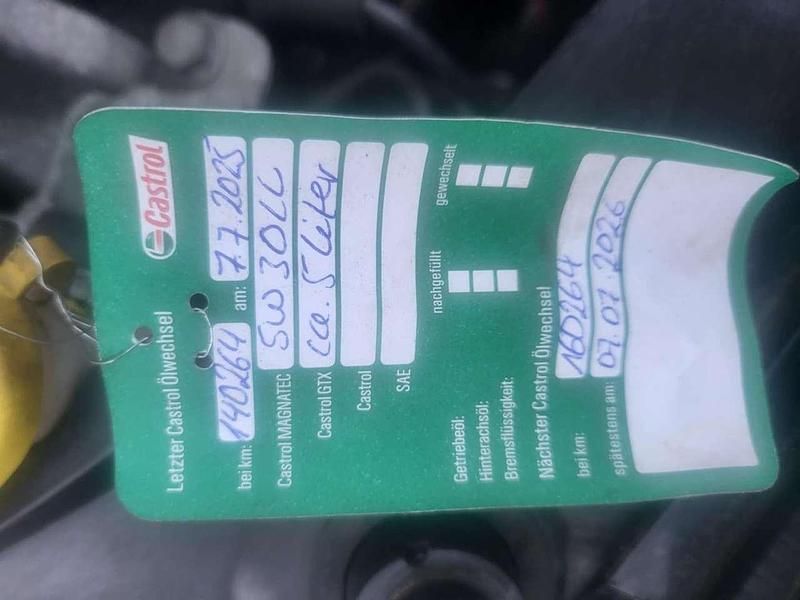 Castrol
Letzter Castrol Ölwechsel
bei km: 140264 am: 7.7.2025
Castrol MAGNATEC 5W30LL
Castrol GTX ca. 5 Liter
Castrol
SAE
nachgefüllt gewechselt
Getriebeöl:
Hinterachsöl:
Bremsflüssigkeit:
Nächster Castrol Ölwechsel
bei km: 160264
spätestens am: 07.07.2026